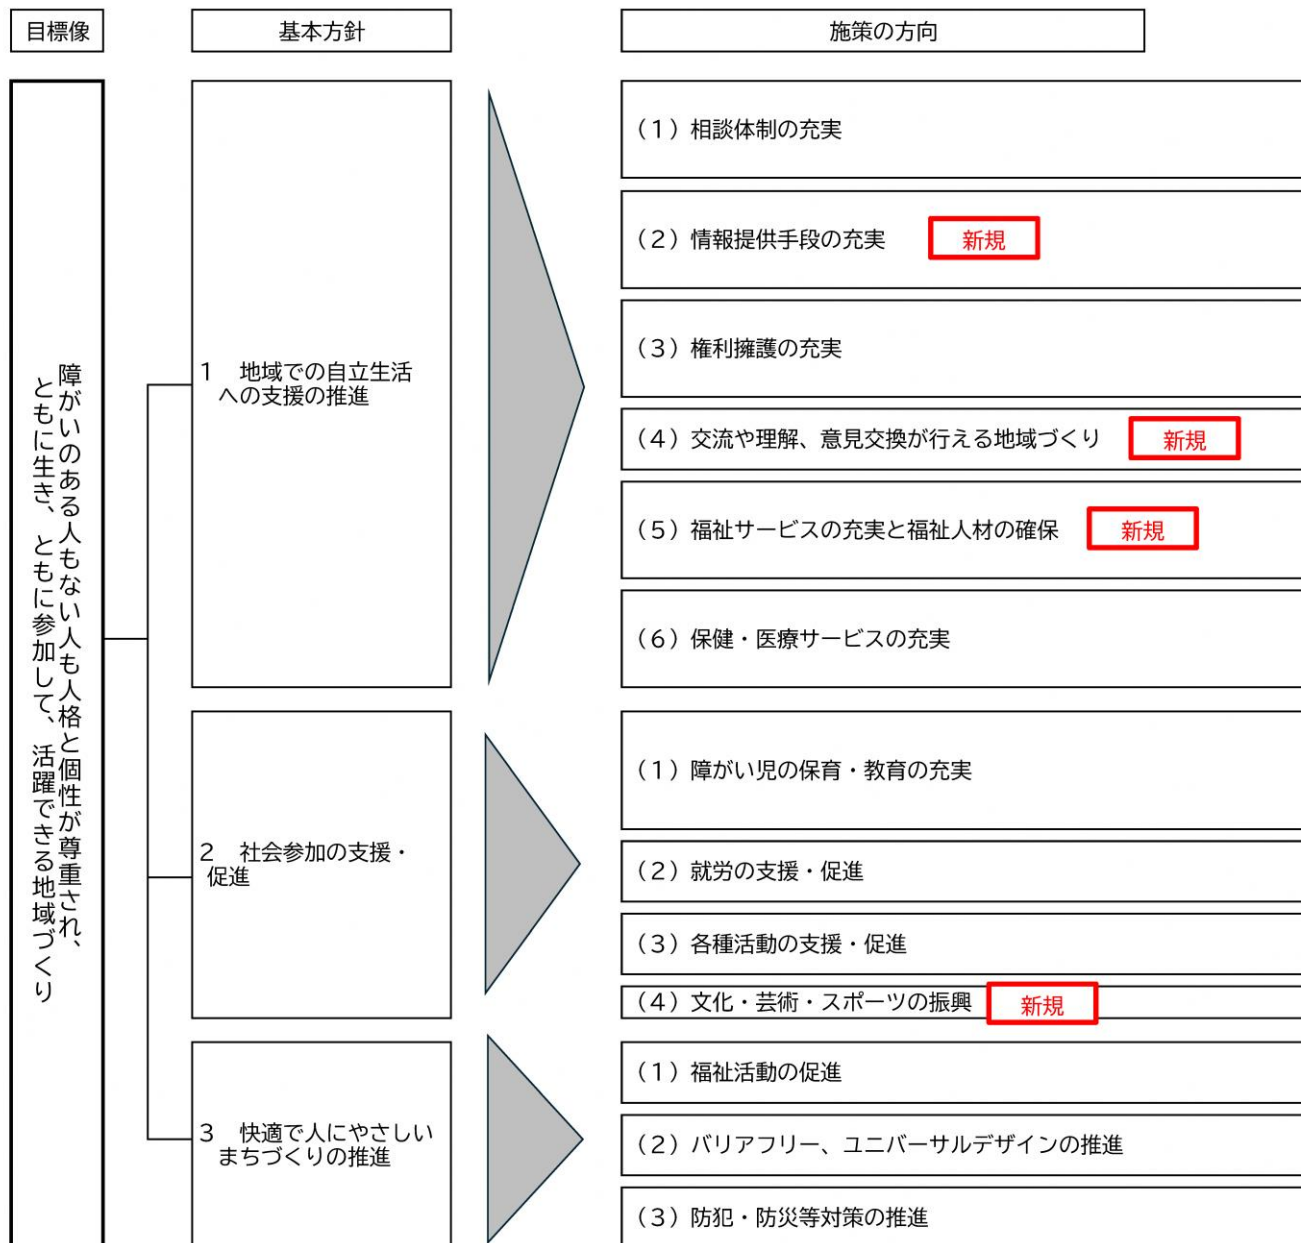 目標像
基本方針
施策の方向
障がいのある人もない人も人格と個性が尊重され、
ともに生き、ともに参加して、活躍できる地域づくり
1　地域での自立生活
への支援の推進
(1)相談体制の充実
(2)情報提供手段の充実
新規
(3)権利擁護の充実
(4)交流や理解、意見交換が行える地域づくり
新規
(5)福祉サービスの充実と福祉人材の確保
新規
(6)保健・医療サービスの充実
2　社会参加の支援・
促進
(1)障がい児の保育・教育の充実
(2)就労の支援・促進
(3)各種活動の支援・促進
(4)文化・芸術・スポーツの振興
新規
3　快適で人にやさしい
まちづくりの推進
(1)福祉活動の促進
(2)バリアフリー、ユニバーサルデザインの推進
(3)防犯・防災等対策の推進